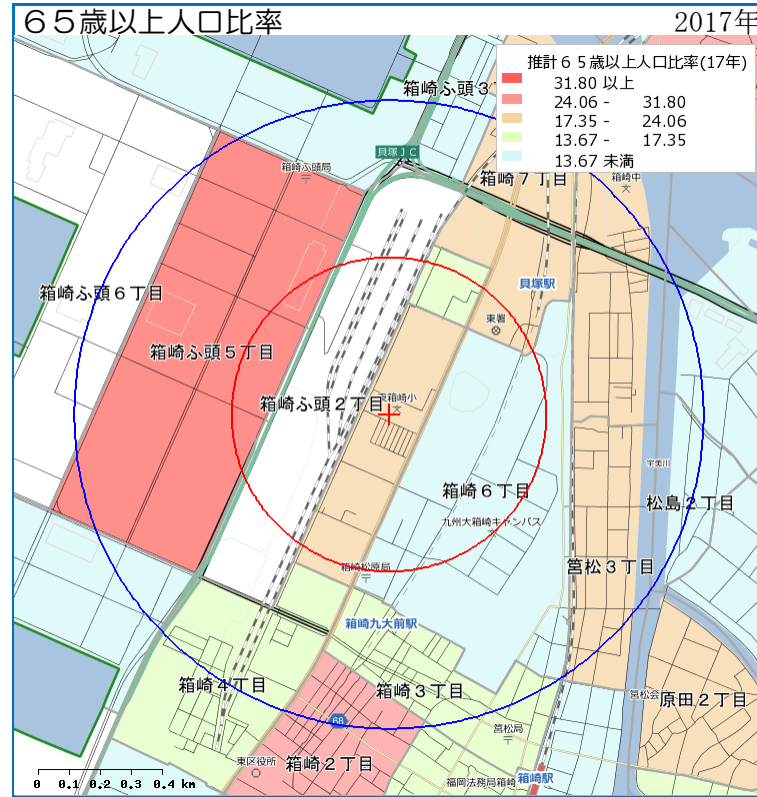 ６５歳以上人口比率
2017年
推計６５歳以上人口比率(17年)
31.80 以上
24.06 - 31.80
17.35 - 24.06
13.67 - 17.35
13.67 未満
箱崎ふ頭３丁
貝塚ＪＣ
箱崎ふ頭局
箱崎７丁目
箱崎中
貝塚駅
箱崎ふ頭６丁目
東署
箱崎ふ頭５丁目
箱崎ふ頭２丁目
東箱崎小
宇美川
箱崎６丁目
松島２丁目
九州大箱崎キャンパス
箱崎松原局
筥松３丁目
箱崎九大前駅
箱崎４丁目
箱崎３丁目
筥松会
原田２丁目
68
筥松局
東区役所
箱崎２丁目
福岡法務局箱崎
箱崎駅
0 0.1 0.2 0.3 0.4 km